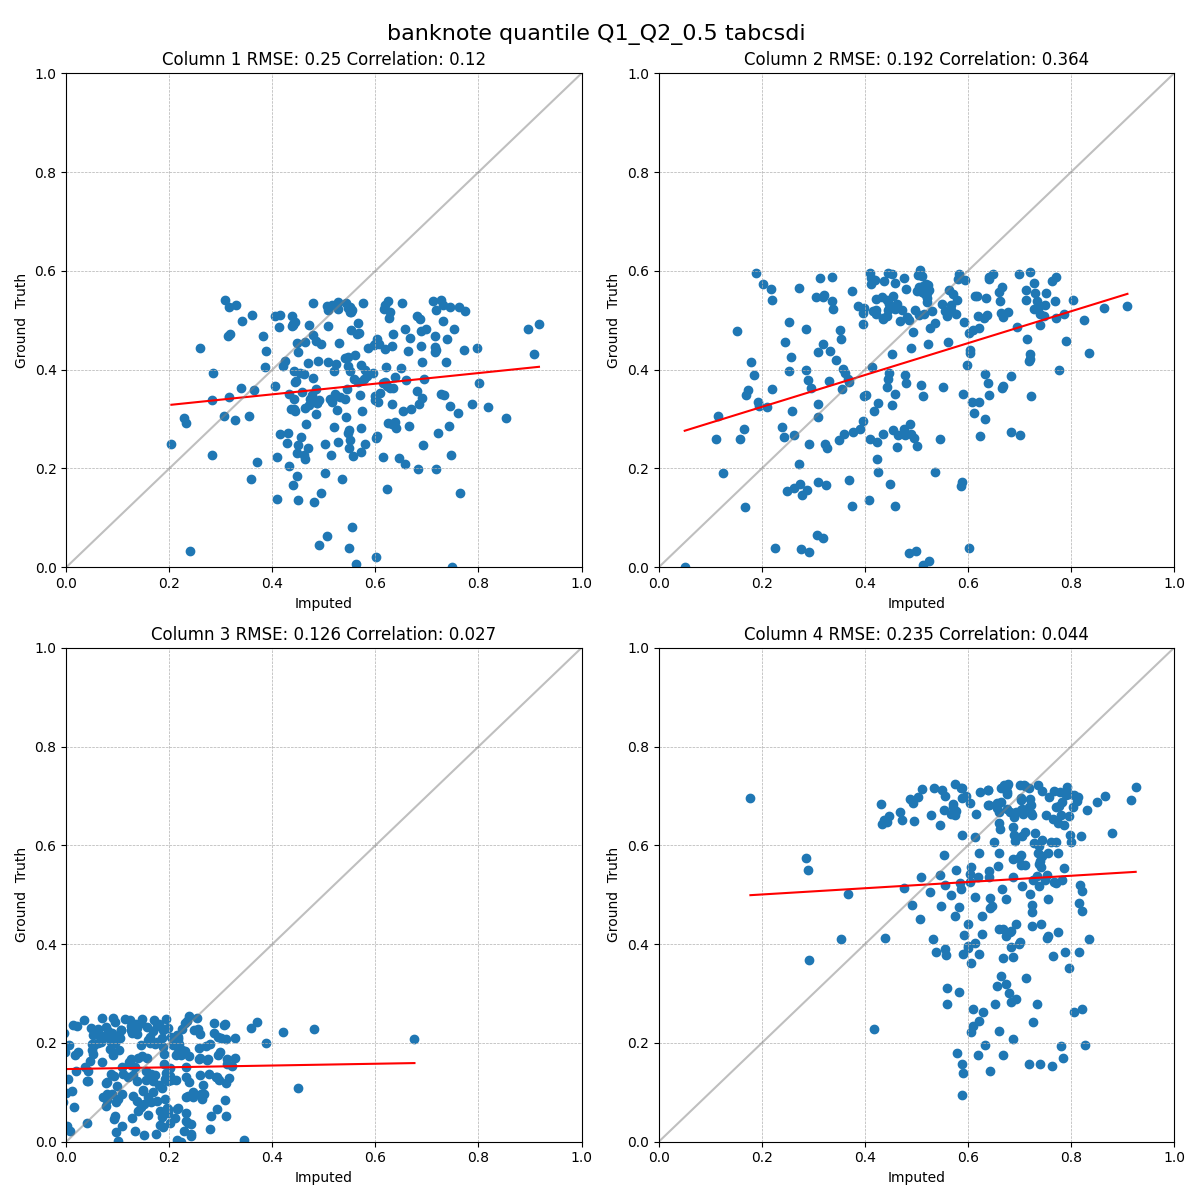 banknote quantile Q1_Q2_0.5 tabcsdi
Column 1 RMSE: 0.25 Correlation: 0.12
Column 2 RMSE: 0.192 Correlation: 0.364
1.0
0.8
0.6
0.4
0.2
0.0
Ground Truth
0.0 0.2 0.4 0.6 0.8 1.0
Imputed
1.0
0.8
0.6
0.4
0.2
0.0
Ground Truth
0.0 0.2 0.4 0.6 0.8 1.0
Imputed
Column 3 RMSE: 0.126 Correlation: 0.027
Column 4 RMSE: 0.235 Correlation: 0.044
1.0
0.8
0.6
0.4
0.2
0.0
Ground Truth
0.0 0.2 0.4 0.6 0.8 1.0
Imputed
1.0
0.8
0.6
0.4
0.2
0.0
Ground Truth
0.0 0.2 0.4 0.6 0.8 1.0
Imputed